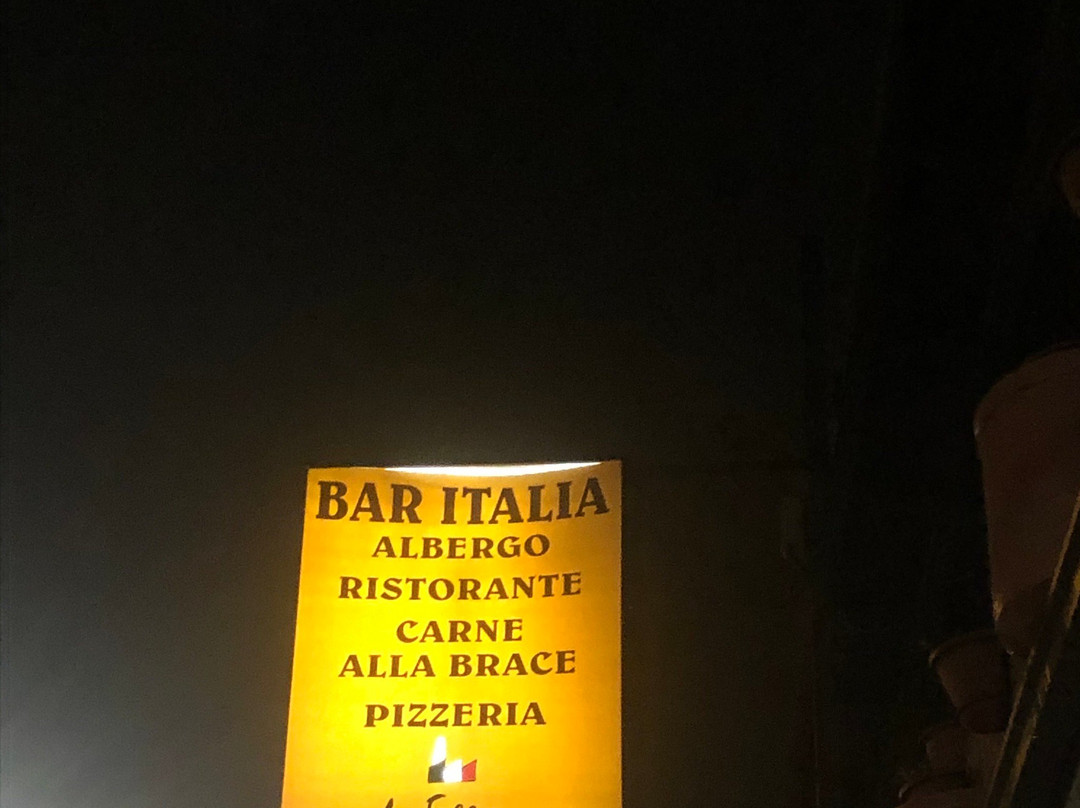 BAR ITALIA
ALBERGO
RISTORANTE
CARNE
ALLA BRACE
PIZZERIA